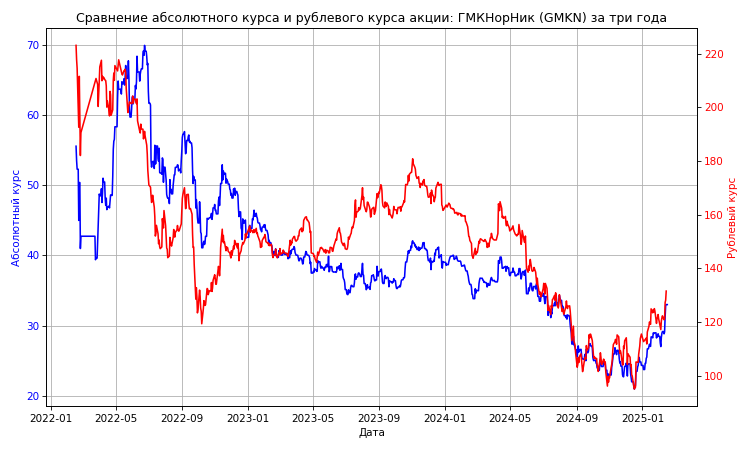 Сравнение абсолютного курса и рублевого курса акции: ГМКНорНик (GMKN) за три года
70
60
50
40
30
20
Абсолютный курс
220
200
180
160
140
120
100
Рублевый курс
2022-01 2022-05 2022-09 2023-01 2023-05 2023-09 2024-01 2024-05 2024-09 2025-01
Дата